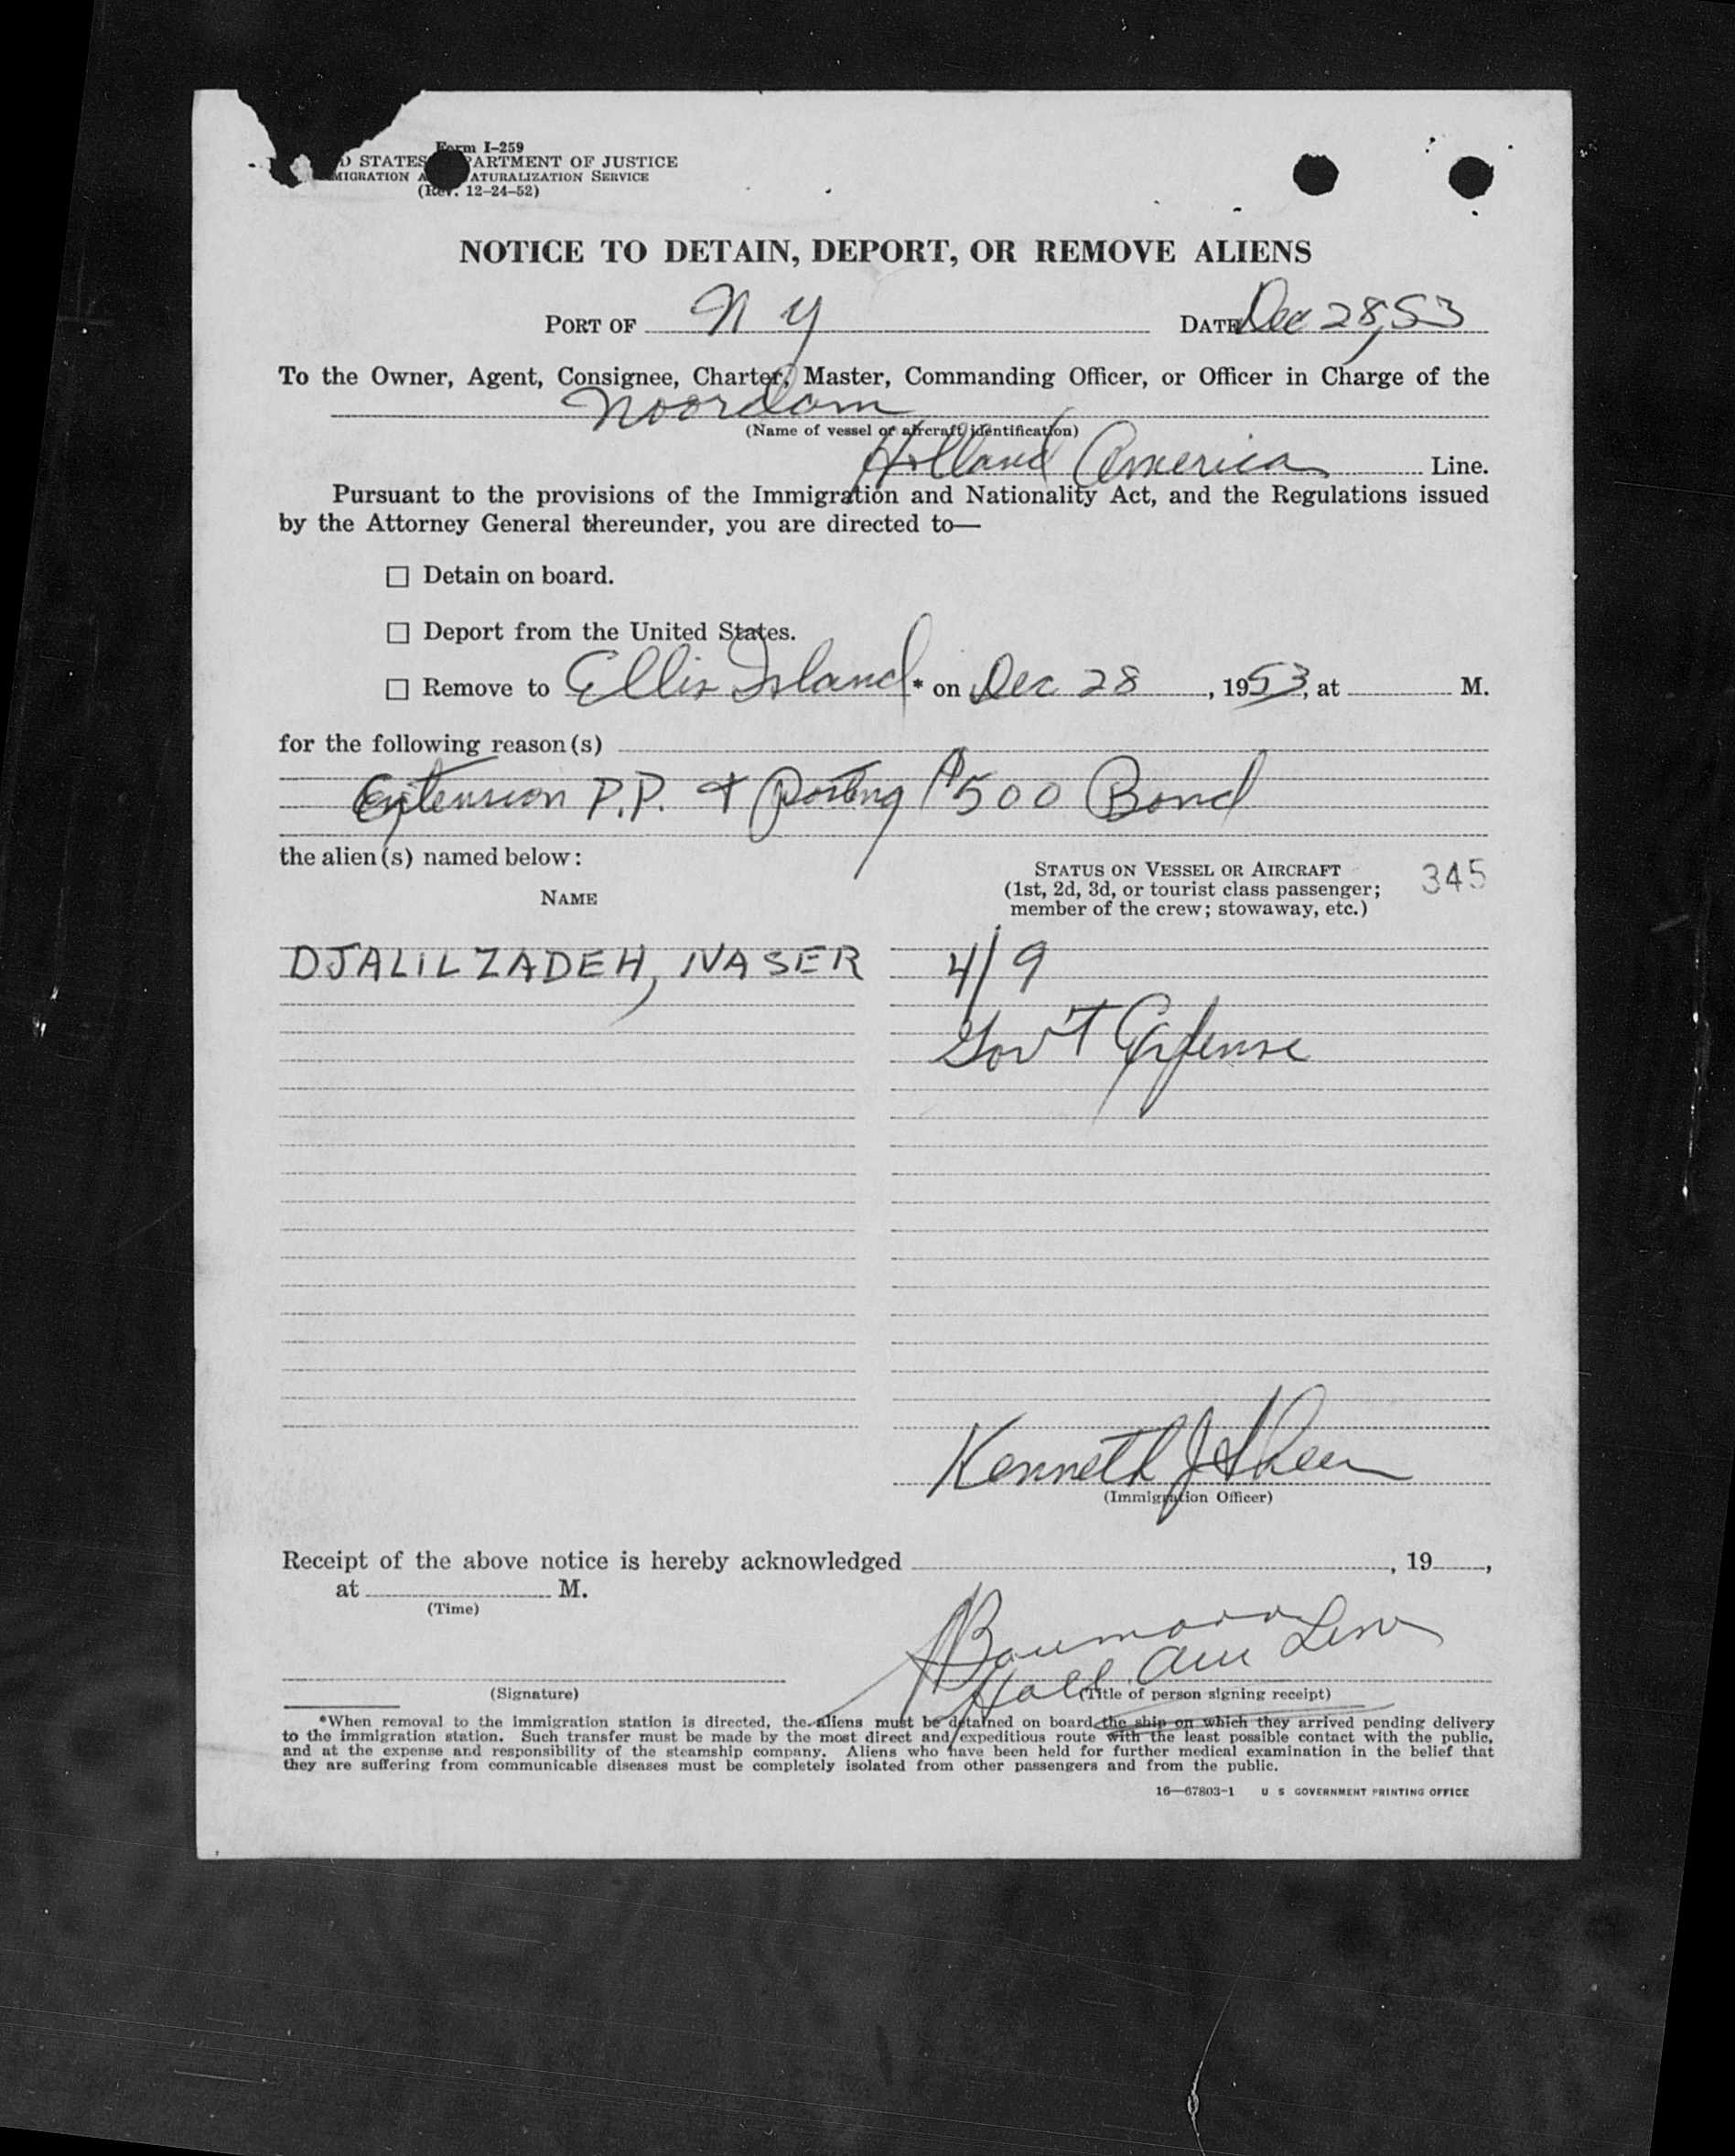 Form I-259
D STATES PARTMENT OF JUSTICE
MIGRATION A ATURALIZATION SERVICE
(Rev. 12-24-52)
NOTICE TO DETAIN, DEPORT, OR REMOVE ALIENS
PORT OF N Y DATE Dec 28, 53
To the Owner, Agent, Consignee, Charter, Master, Commanding Officer, or Officer in Charge of the
Noordam
(Name of vessel or aircraft identification)
Holland America Line.
Pursuant to the provisions of the Immigration and Nationality Act, and the Regulations issued
by the Attorney General thereunder, you are directed to—
☐ Detain on board.
☐ Deport from the United States.
☐ Remove to Ellis Island* on Dec 28, 1953, at M.
for the following reason(s)
Extension P.P. + Posting $500 Bond
the alien(s) named below:
NAME
STATUS ON VESSEL OR AIRCRAFT
(1st, 2d, 3d, or tourist class passenger;
member of the crew; stowaway, etc.)
345
DJALILZADEH, NASER 4/9
Gov't Expense
Kenneth J Sheen
(Immigration Officer)
Receipt of the above notice is hereby acknowledged , 19 ,
at M.
(Time)
Baumann
Holl. Am Line
(Signature) (Title of person signing receipt)
*When removal to the immigration station is directed, the aliens must be detained on board the ship on which they arrived pending delivery
to the immigration station. Such transfer must be made by the most direct and expeditious route with the least possible contact with the public,
and at the expense and responsibility of the steamship company. Aliens who have been held for further medical examination in the belief that
they are suffering from communicable diseases must be completely isolated from other passengers and from the public.
16—67803-1 U S GOVERNMENT PRINTING OFFICE